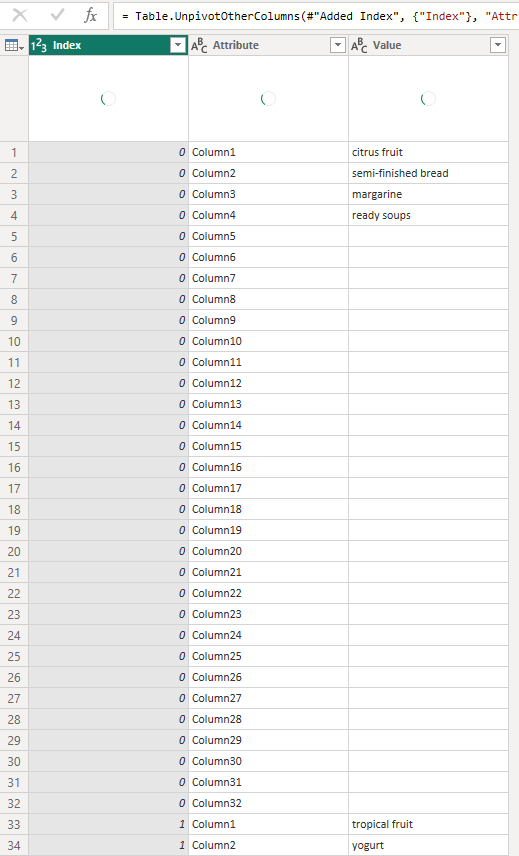 fx = Table.UnpivotOtherColumns(#"Added Index", {"Index"}, "Attr
1²3 Index ABC Attribute ABC Value
1 0 Column1 citrus fruit
2 0 Column2 semi-finished bread
3 0 Column3 margarine
4 0 Column4 ready soups
5 0 Column5
6 0 Column6
7 0 Column7
8 0 Column8
9 0 Column9
10 0 Column10
11 0 Column11
12 0 Column12
13 0 Column13
14 0 Column14
15 0 Column15
16 0 Column16
17 0 Column17
18 0 Column18
19 0 Column19
20 0 Column20
21 0 Column21
22 0 Column22
23 0 Column23
24 0 Column24
25 0 Column25
26 0 Column26
27 0 Column27
28 0 Column28
29 0 Column29
30 0 Column30
31 0 Column31
32 0 Column32
33 1 Column1 tropical fruit
34 1 Column2 yogurt